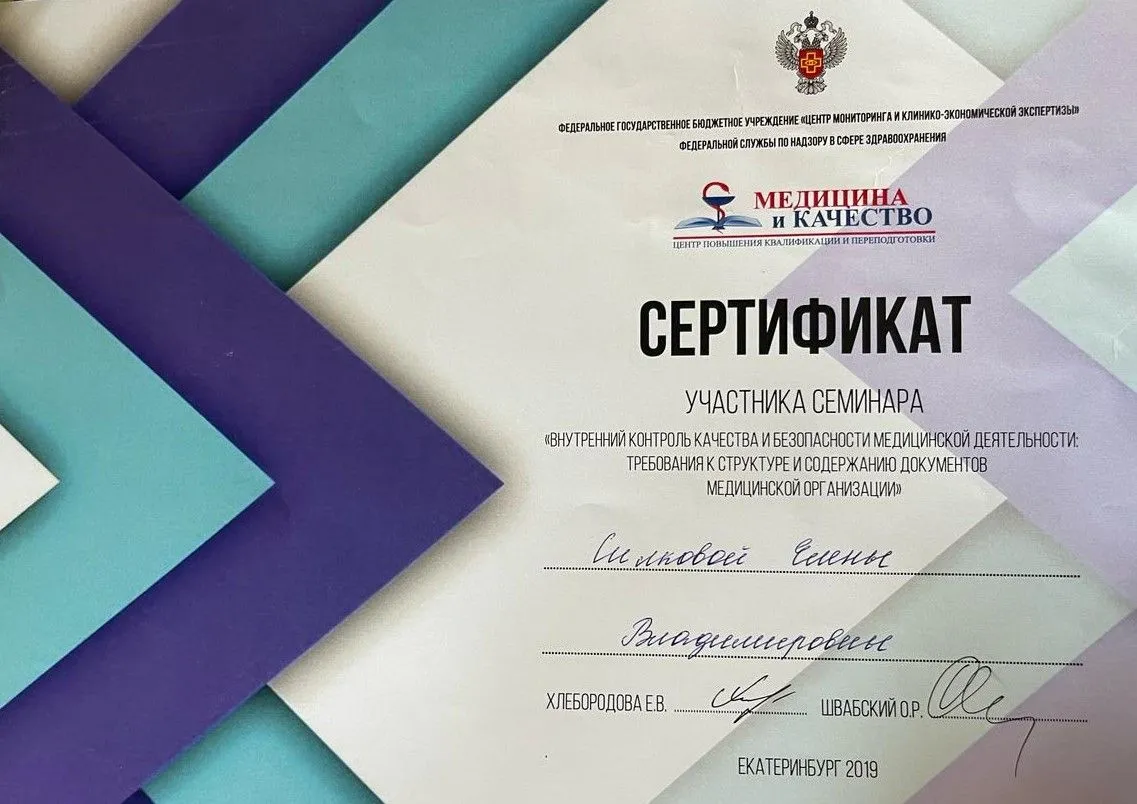 ФЕДЕРАЛЬНОЕ ГОСУДАРСТВЕННОЕ БЮДЖЕТНОЕ УЧРЕЖДЕНИЕ «ЦЕНТР МОНИТОРИНГА И КЛИНИКО-ЭКОНОМИЧЕСКОЙ ЭКСПЕРТИЗЫ»
ФЕДЕРАЛЬНОЙ СЛУЖБЫ ПО НАДЗОРУ В СФЕРЕ ЗДРАВООХРАНЕНИЯ
МЕДИЦИНА
И КАЧЕСТВО
ЦЕНТР ПОВЫШЕНИЯ КВАЛИФИКАЦИИ И ПЕРЕПОДГОТОВКИ
СЕРТИФИКАТ
УЧАСТНИКА СЕМИНАРА
«ВНУТРЕННИЙ КОНТРОЛЬ КАЧЕСТВА И БЕЗОПАСНОСТИ МЕДИЦИНСКОЙ ДЕЯТЕЛЬНОСТИ:
ТРЕБОВАНИЯ К СТРУКТУРЕ И СОДЕРЖАНИЮ ДОКУМЕНТОВ
МЕДИЦИНСКОЙ ОРГАНИЗАЦИИ»
Силковой Елены
Владимировны
ХЛЕБОРОДОВА Е.В. ШВАБСКИЙ О.Р.
ЕКАТЕРИНБУРГ 2019